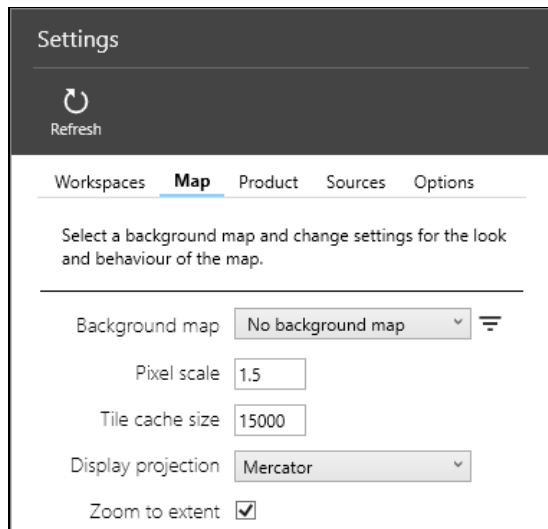 Settings
Refresh
Workspaces Map Product Sources Options
Select a background map and change settings for the look
and behaviour of the map.
Background map No background map
Pixel scale 1.5
Tile cache size 15000
Display projection Mercator
Zoom to extent